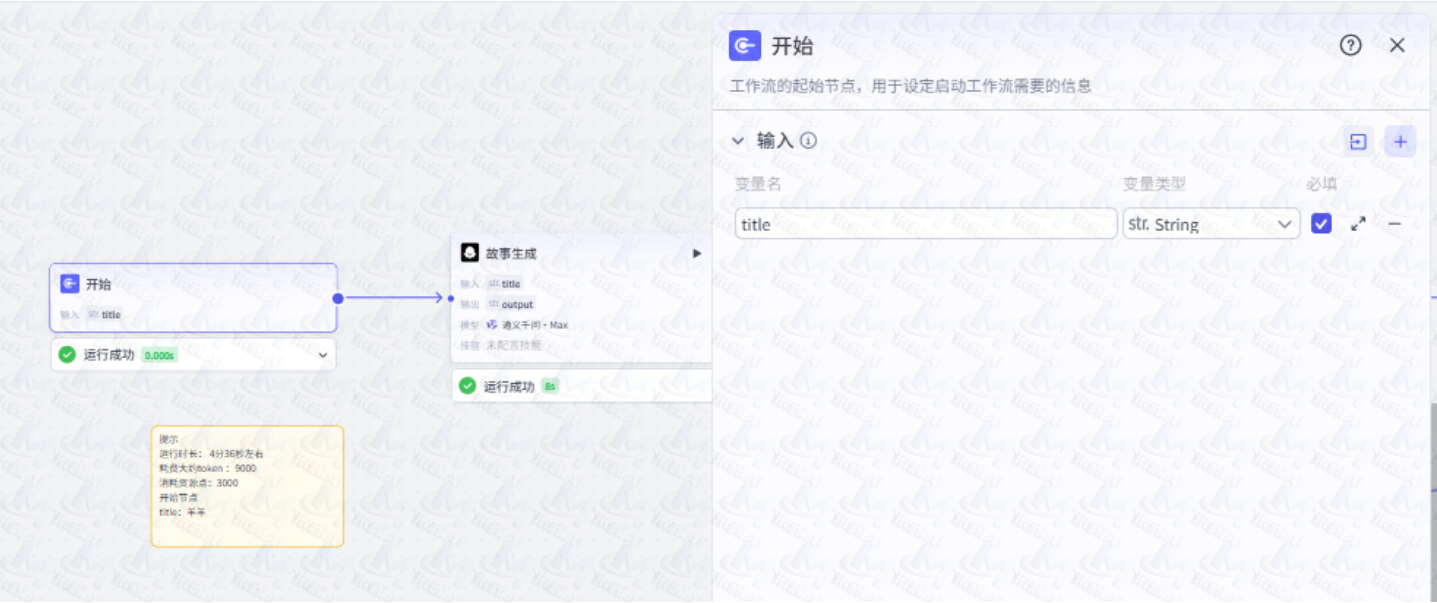 开始
输入 str. title
运行成功 0.000s
提示
运行时长： 4分36秒左右
耗费大约token ：9000
消耗资源点：3000
开始节点
title：羊羊
故事生成
输入 str. title
输出 str. output
模型 通义千问 - Max
技能 未配置技能
运行成功 8s
开始
工作流的起始节点，用于设定启动工作流需要的信息
输入
变量名 变量类型 必填
title str. String